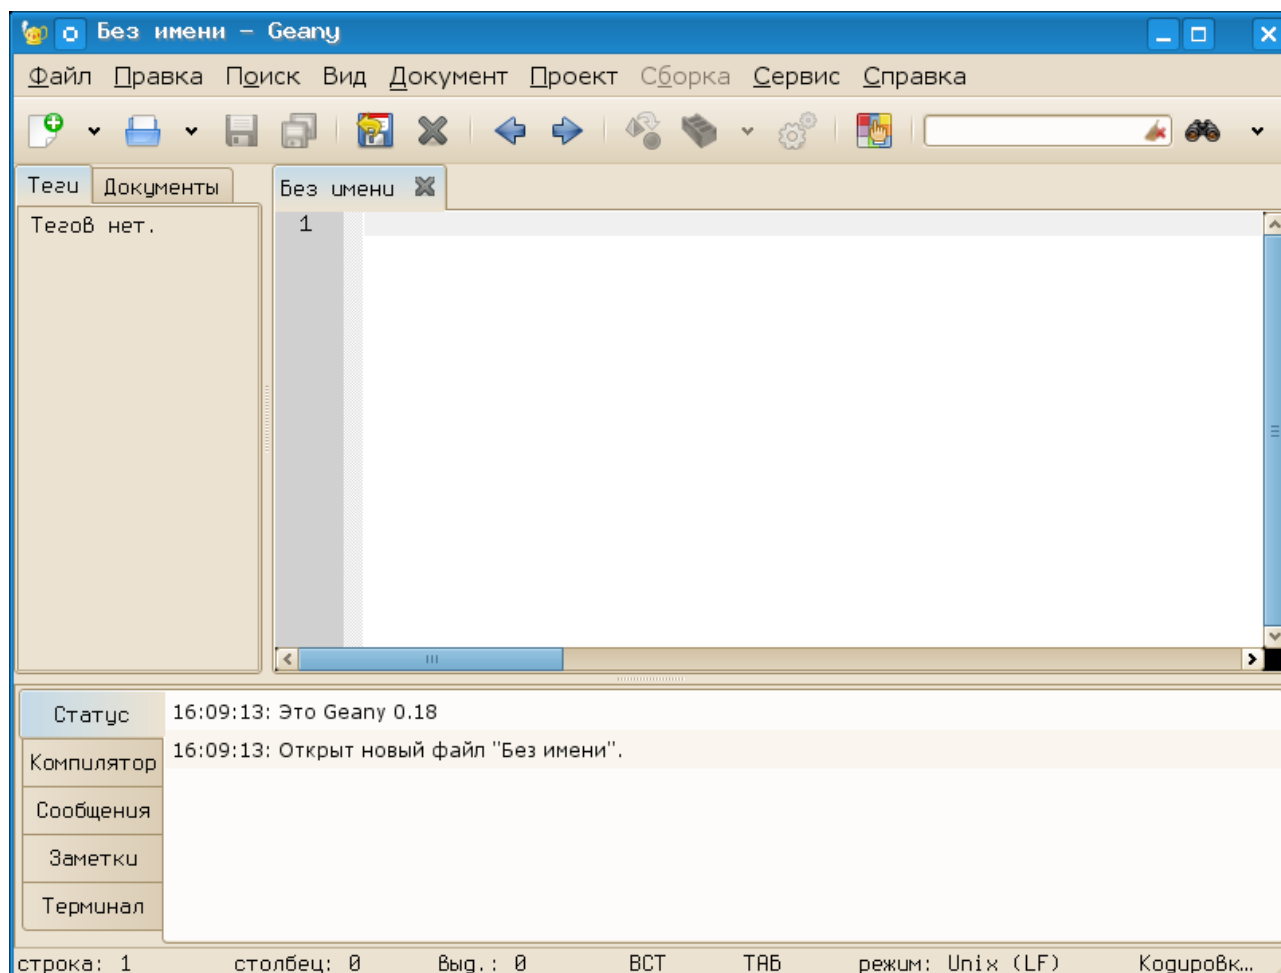 Без имени – Geany
Файл Правка Поиск Вид Документ Проект Сборка Сервис Справка
Теги Документы Без имени
Тегов нет. 1
Статус 16:09:13: Это Geany 0.18
16:09:13: Открыт новый файл "Без имени".
Компилятор
Сообщения
Заметки
Терминал
строка: 1 столбец: 0 Выд.: 0 ВСТ ТАБ режим: Unix (LF) Кодировк...